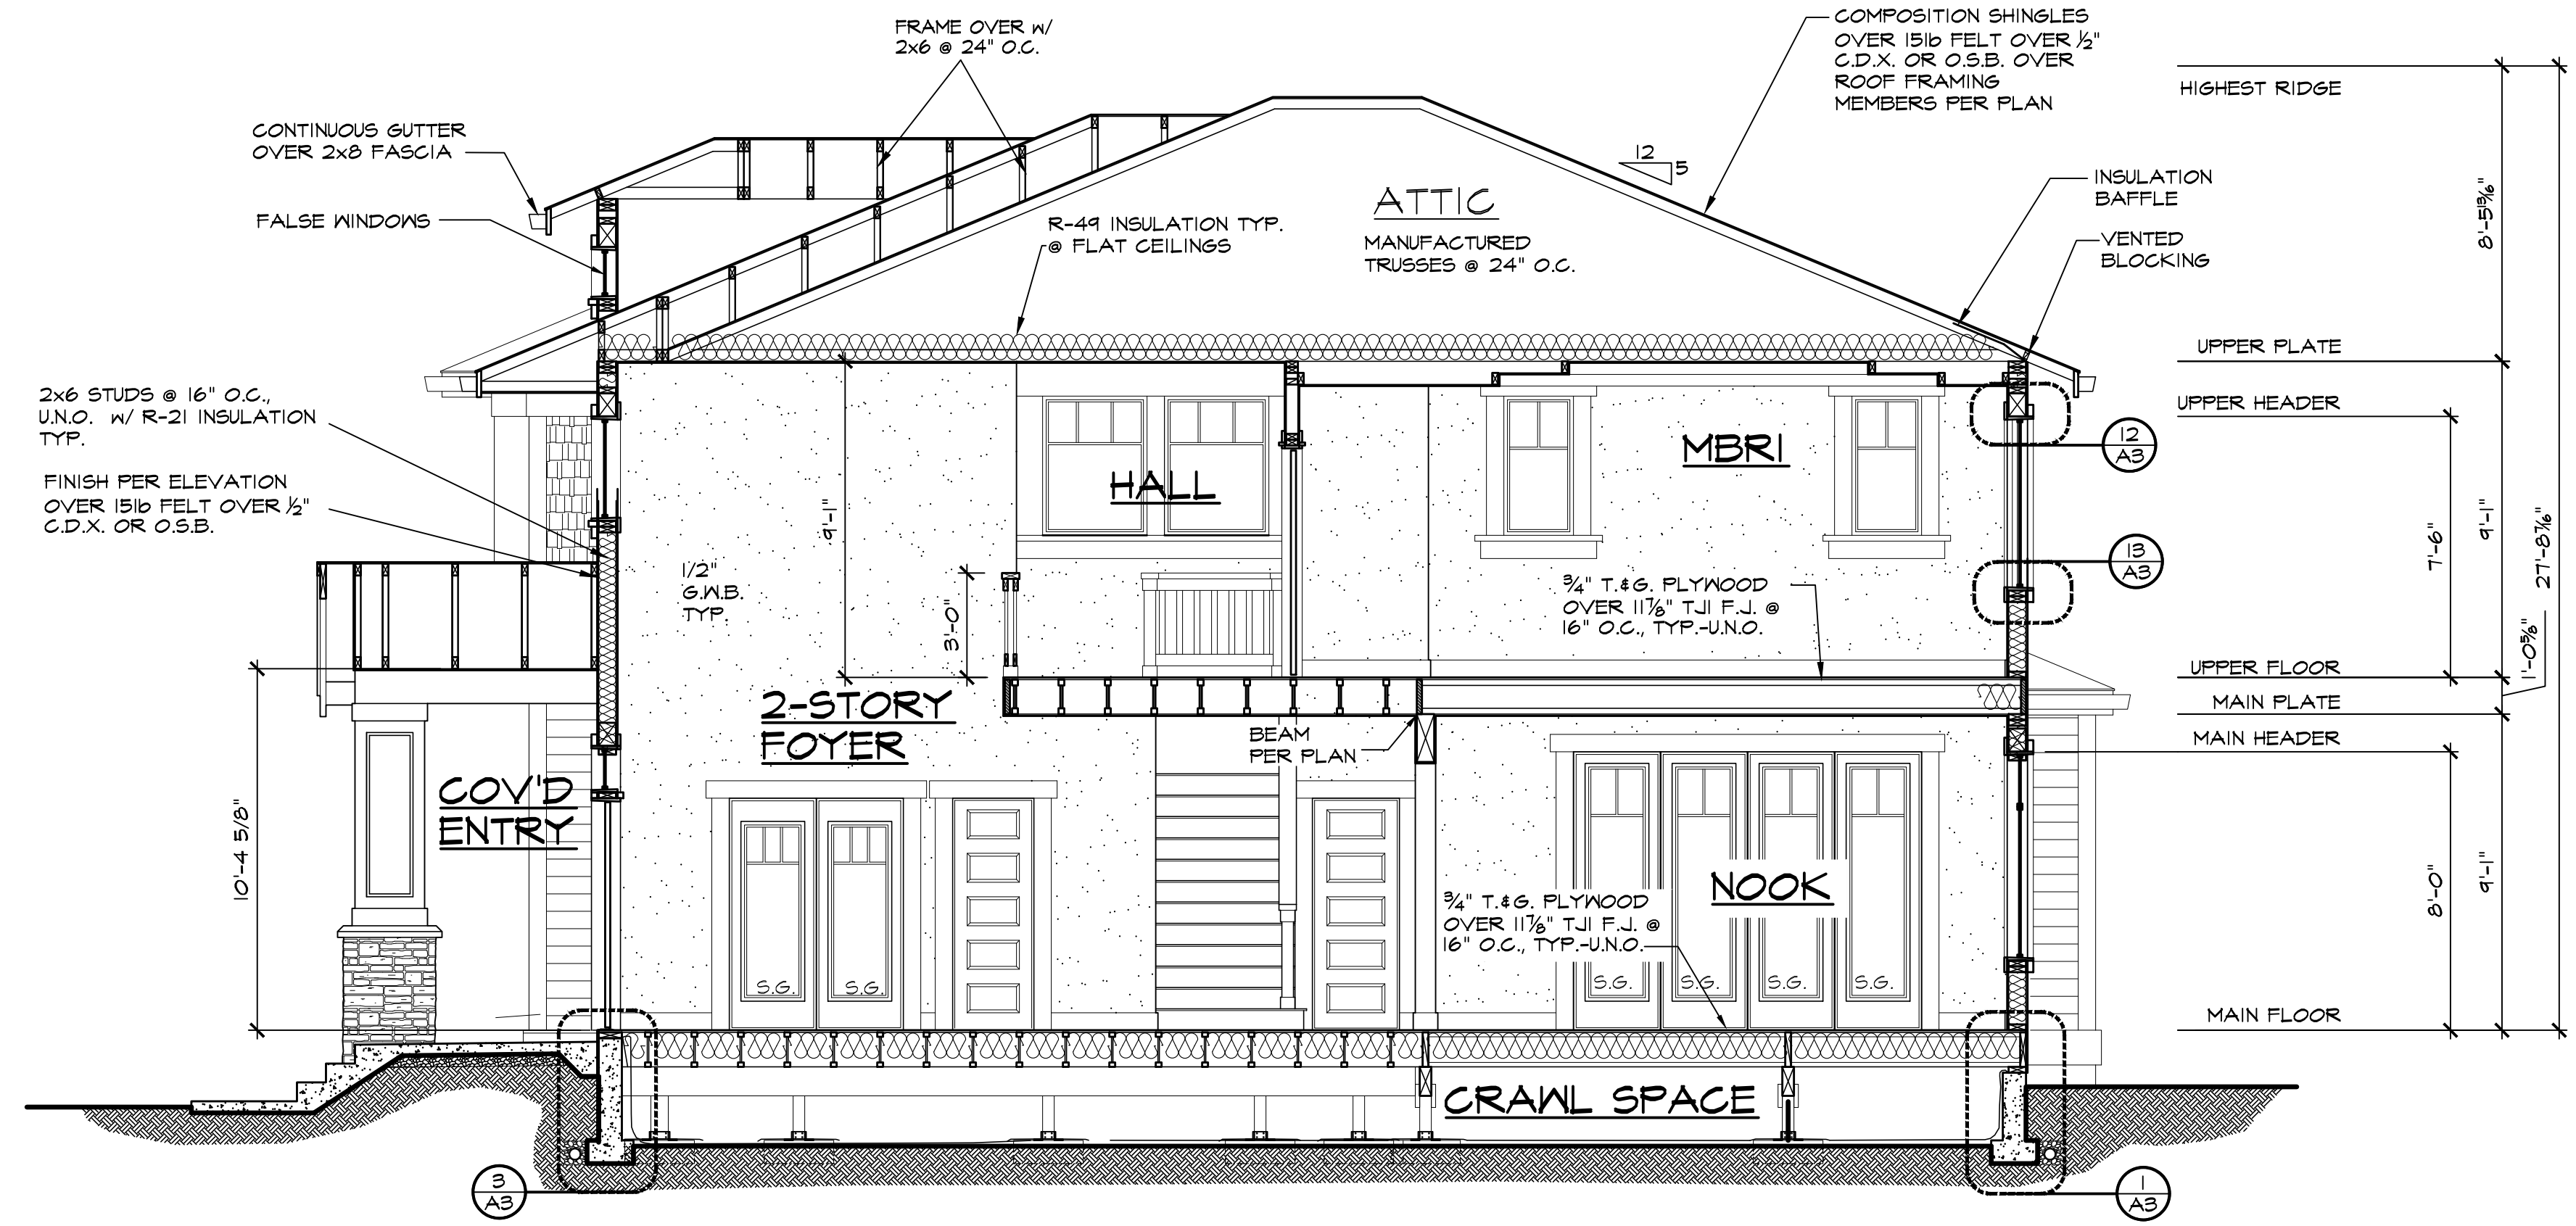 FRAME OVER W/
2x6 @ 24" O.C.
COMPOSITION SHINGLES
OVER 15lb FELT OVER ½"
C.D.X. OR O.S.B. OVER
ROOF FRAMING
MEMBERS PER PLAN
HIGHEST RIDGE
CONTINUOUS GUTTER
OVER 2x8 FASCIA
FALSE WINDOWS
12
5
INSULATION
BAFFLE
VENTED
BLOCKING
8'-5 13/16"
ATTIC
MANUFACTURED
TRUSSES @ 24" O.C.
R-49 INSULATION TYP.
@ FLAT CEILINGS
UPPER PLATE
UPPER HEADER
2x6 STUDS @ 16" O.C.,
U.N.O. W/ R-21 INSULATION
TYP.
FINISH PER ELEVATION
OVER 15lb FELT OVER ½"
C.D.X. OR O.S.B.
9'-1"
HALL
MBR1
12
A3
13
A3
7'-6"
9'-1"
27'-8 7/16"
1'-0 5/8"
1/2"
G.W.B.
TYP.
3'-0"
¾" T.&G. PLYWOOD
OVER 11⅞" TJI F.J. @
16" O.C., TYP.-U.N.O.
UPPER FLOOR
MAIN PLATE
MAIN HEADER
2-STORY
FOYER
BEAM
PER PLAN
COV'D
ENTRY
10'-4 5/8"
NOOK
¾" T.&G. PLYWOOD
OVER 11⅞" TJI F.J. @
16" O.C., TYP.-U.N.O.
8'-0"
9'-1"
S.G.
S.G.
S.G.
S.G.
S.G.
S.G.
MAIN FLOOR
CRAWL SPACE
3
A3
1
A3